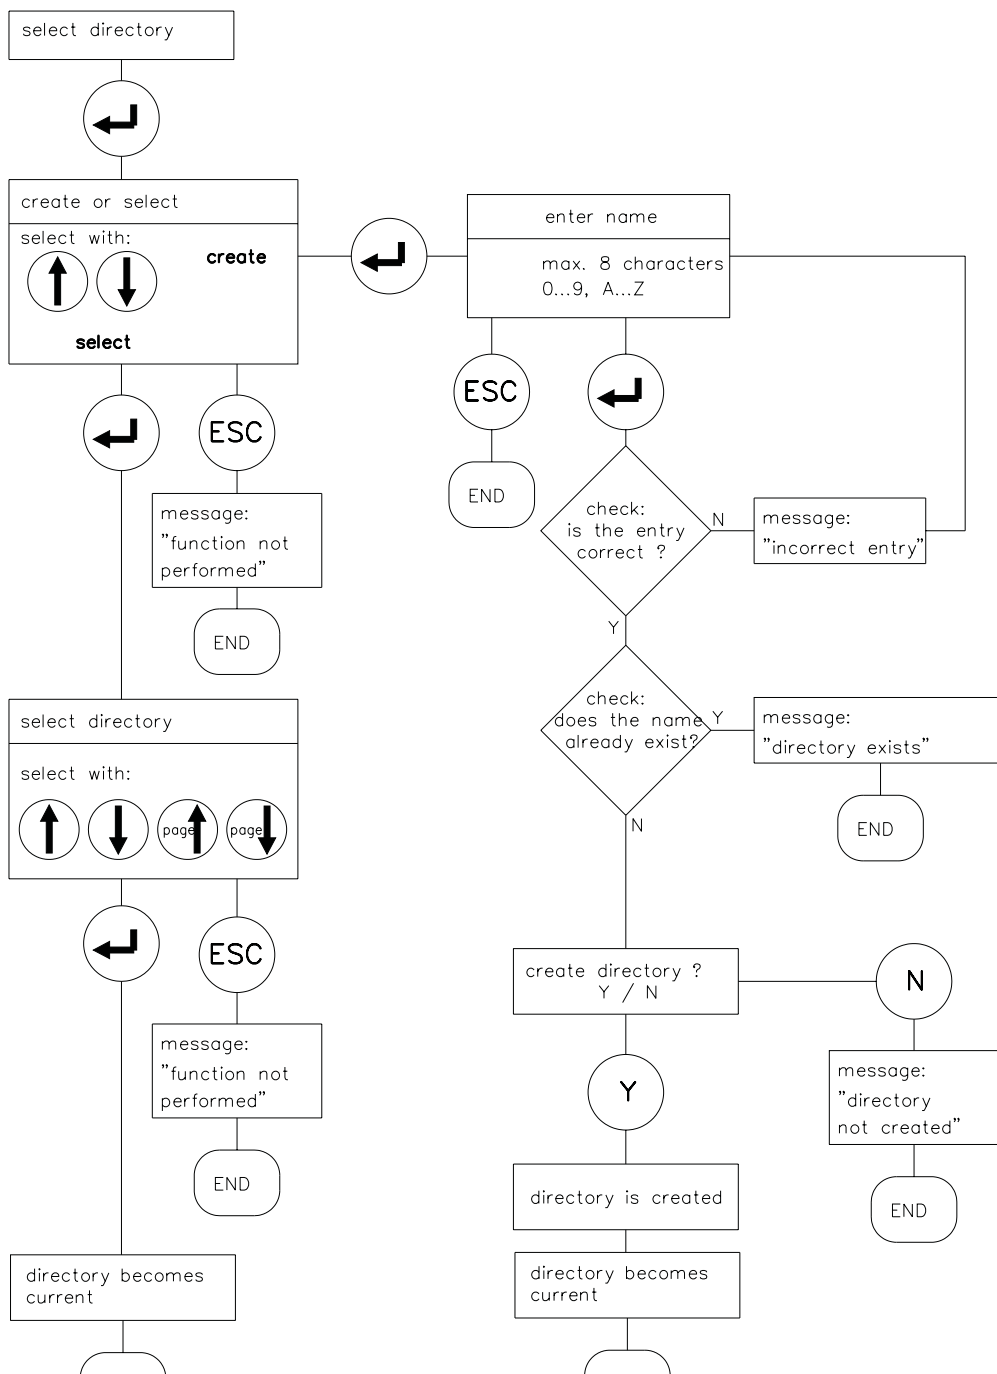 select directory
create or select
select with:
create
select
ESC
message:
"function not
performed"
END
enter name
max. 8 characters
0...9, A...Z
ESC
END
check:
is the entry
correct ?
N
message:
"incorrect entry"
Y
check:
does the name
already exist?
Y
message:
"directory exists"
END
N
select directory
select with:
page
page
ESC
message:
"function not
performed"
END
directory becomes
current
create directory ?
Y / N
N
message:
"directory
not created"
END
Y
directory is created
directory becomes
current